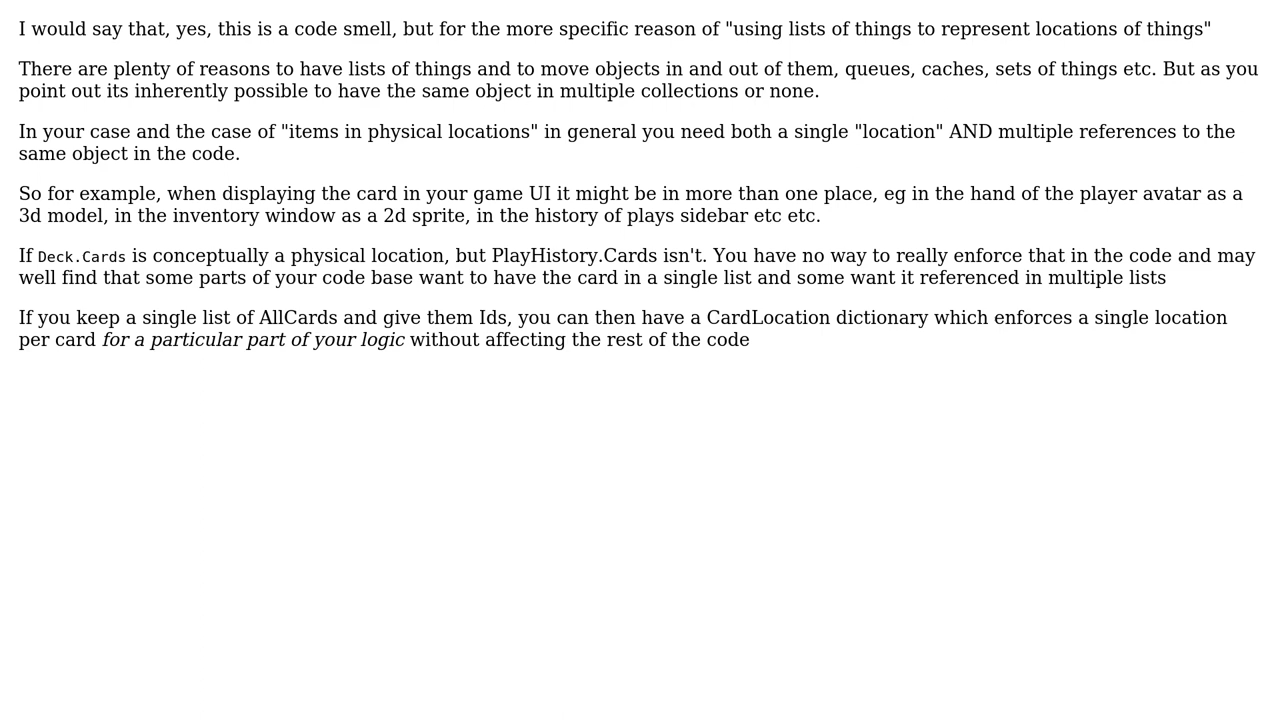 I would say that, yes, this is a code smell, but for the more specific reason of "using lists of things to represent locations of things"
There are plenty of reasons to have lists of things and to move objects in and out of them, queues, caches, sets of things etc. But as you
point out its inherently possible to have the same object in multiple collections or none.
In your case and the case of "items in physical locations" in general you need both a single "location" AND multiple references to the
same object in the code.
So for example, when displaying the card in your game UI it might be in more than one place, eg in the hand of the player avatar as a
3d model, in the inventory window as a 2d sprite, in the history of plays sidebar etc etc.
If Deck.Cards is conceptually a physical location, but PlayHistory.Cards isn't. You have no way to really enforce that in the code and may
well find that some parts of your code base want to have the card in a single list and some want it referenced in multiple lists
If you keep a single list of AllCards and give them Ids, you can then have a CardLocation dictionary which enforces a single location
per card for a particular part of your logic without affecting the rest of the code